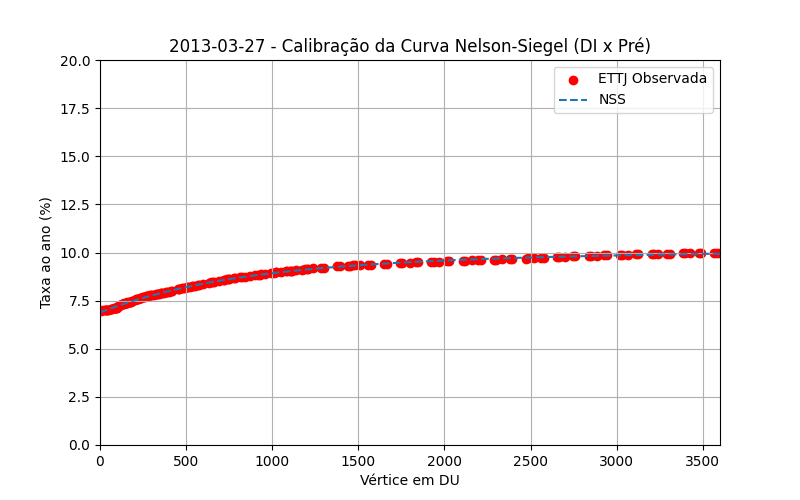 2013-03-27 - Calibração da Curva Nelson-Siegel (DI x Pré)
20.0
17.5
15.0
12.5
10.0
7.5
5.0
2.5
0.0
Taxa ao ano (%)
ETTJ Observada
NSS
0 500 1000 1500 2000 2500 3000 3500
Vértice em DU